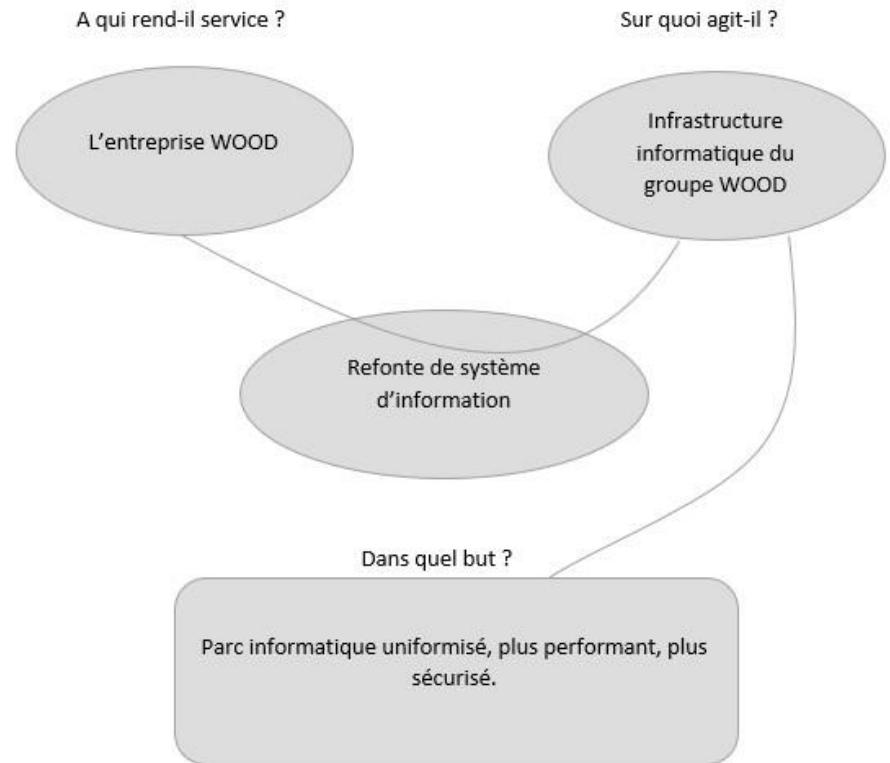 A qui rend-il service ?
Sur quoi agit-il ?
L’entreprise WOOD
Infrastructure
informatique du
groupe WOOD
Refonte de système
d’information
Dans quel but ?
Parc informatique uniformisé, plus performant, plus
sécurisé.